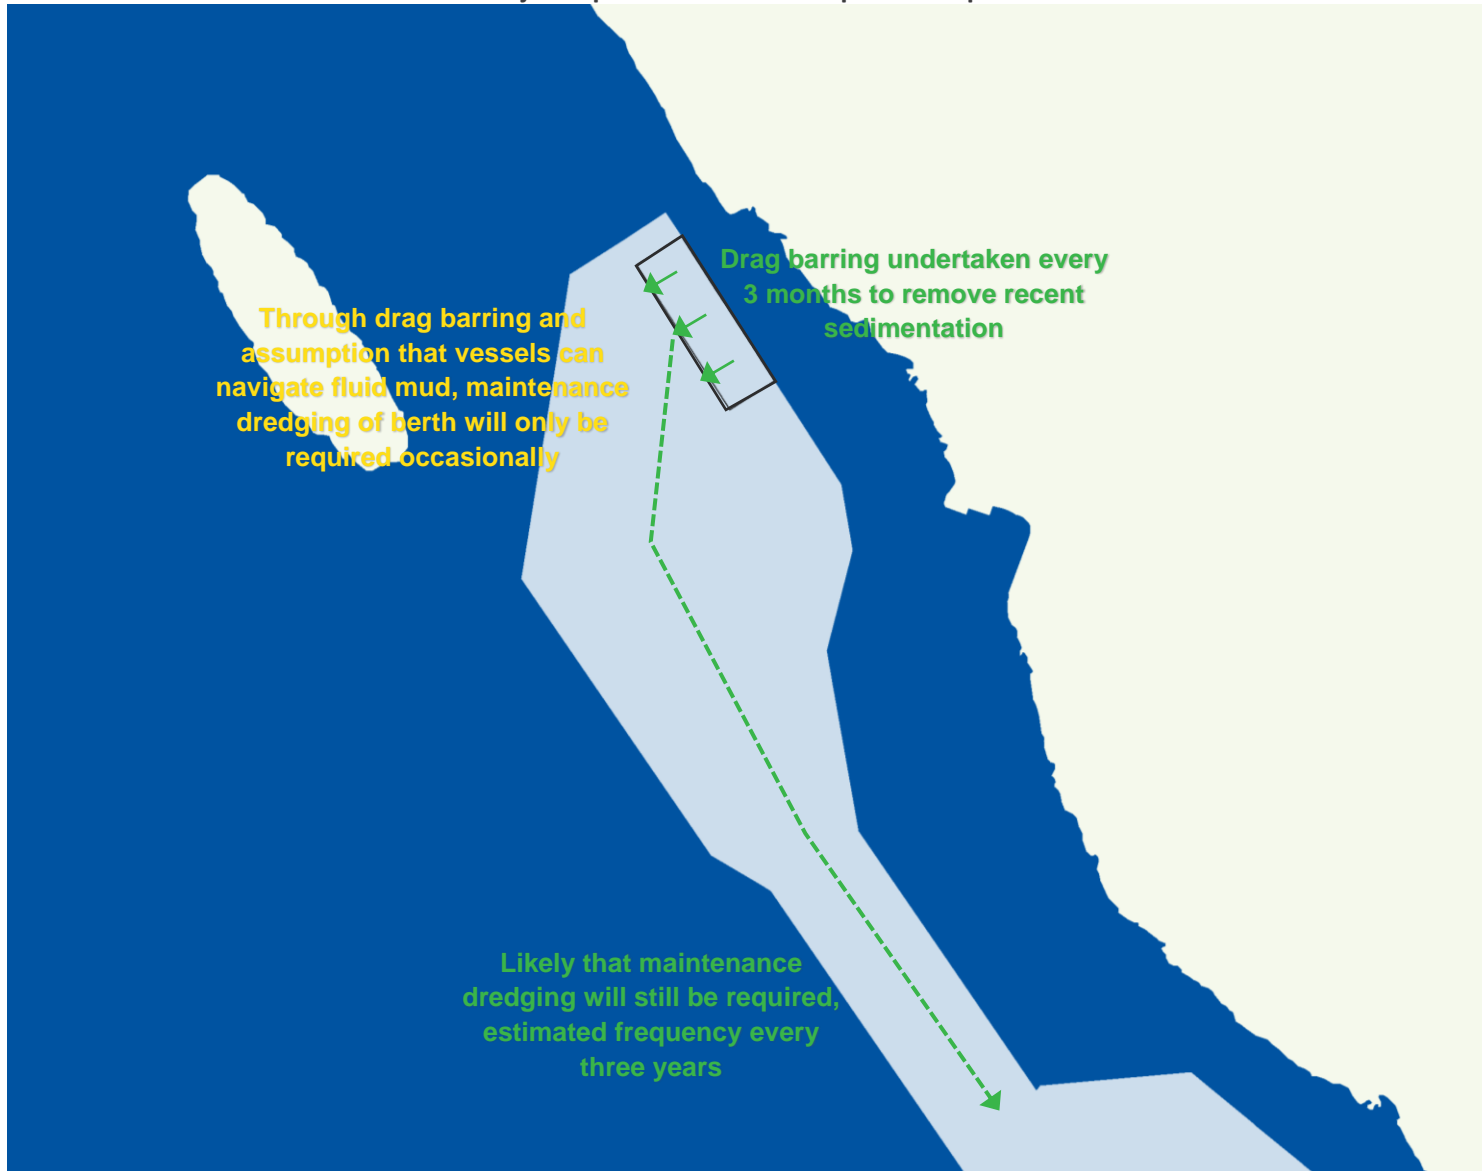 Drag barring undertaken every
3 months to remove recent
sedimentation
Through drag barring and
assumption that vessels can
navigate fluid mud, maintenance
dredging of berth will only be
required occasionally
Likely that maintenance
dredging will still be required,
estimated frequency every
three years